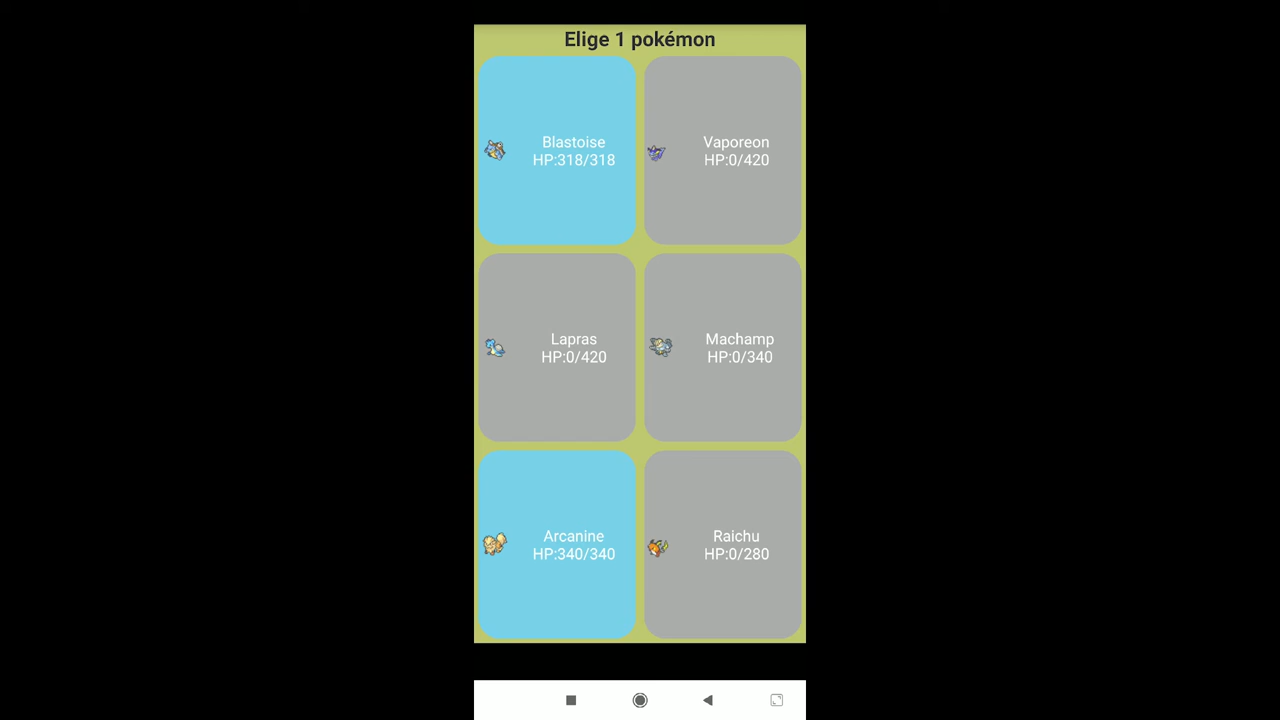 Elige 1 pokémon
Blastoise
HP:318/318
Vaporeon
HP:0/420
Lapras
HP:0/420
Machamp
HP:0/340
Arcanine
HP:340/340
Raichu
HP:0/280